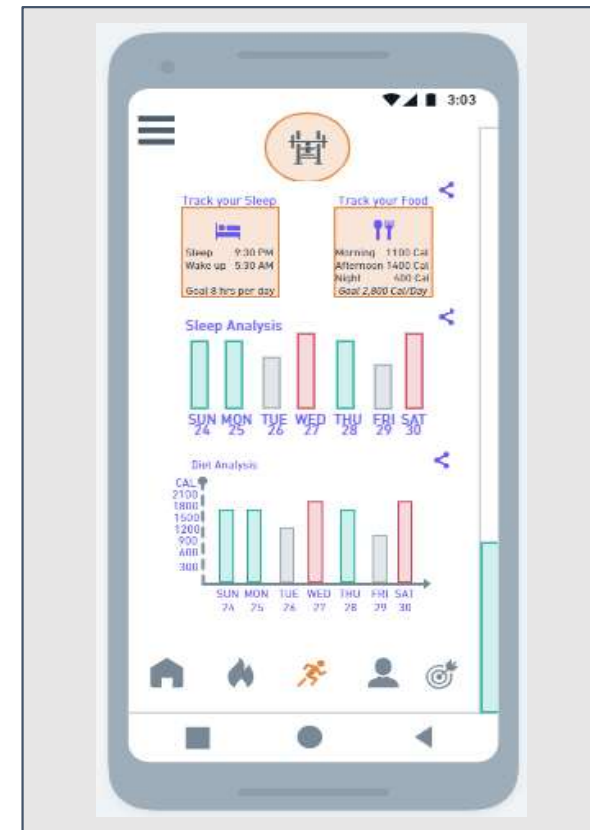 3:03
Track your Sleep
Track your Food
Sleep 9:30 PM
Wake up 5:30 AM
Goal 8 hrs per day
Morning 1100 Cal
Afternoon 1400 Cal
Night 400 Cal
Goal 2,800 Cal/Day
Sleep Analysis
SUN MON TUE WED THU FRI SAT
24 25 26 27 28 29 30
Diet Analysis
CAL
2100
1800
1500
1200
900
600
300
SUN MON TUE WED THU FRI SAT
24 25 26 27 28 29 30